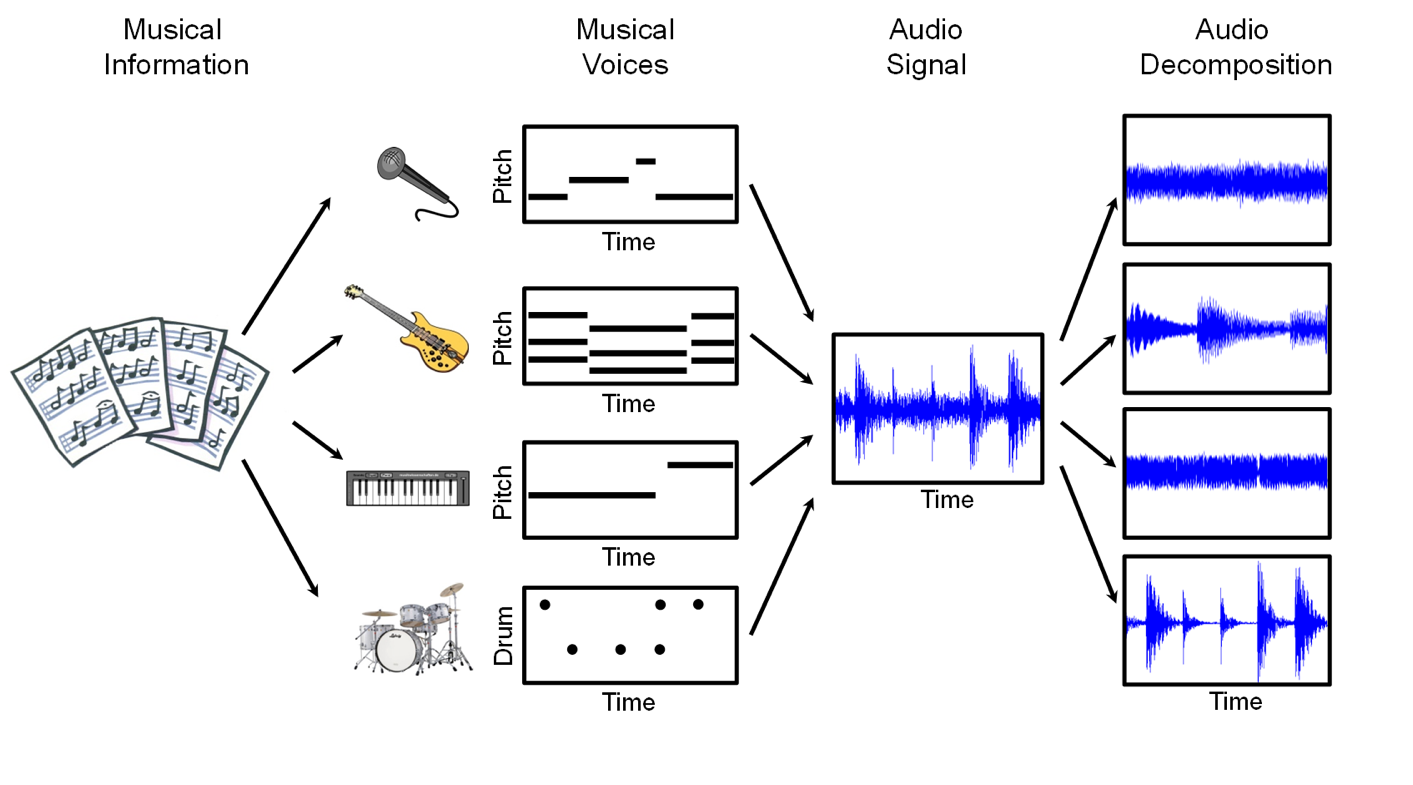 Musical
Information
Musical
Voices
Audio
Signal
Audio
Decomposition
Pitch
Time
Pitch
Time
Pitch
Time
Drum
Time
Time
Time